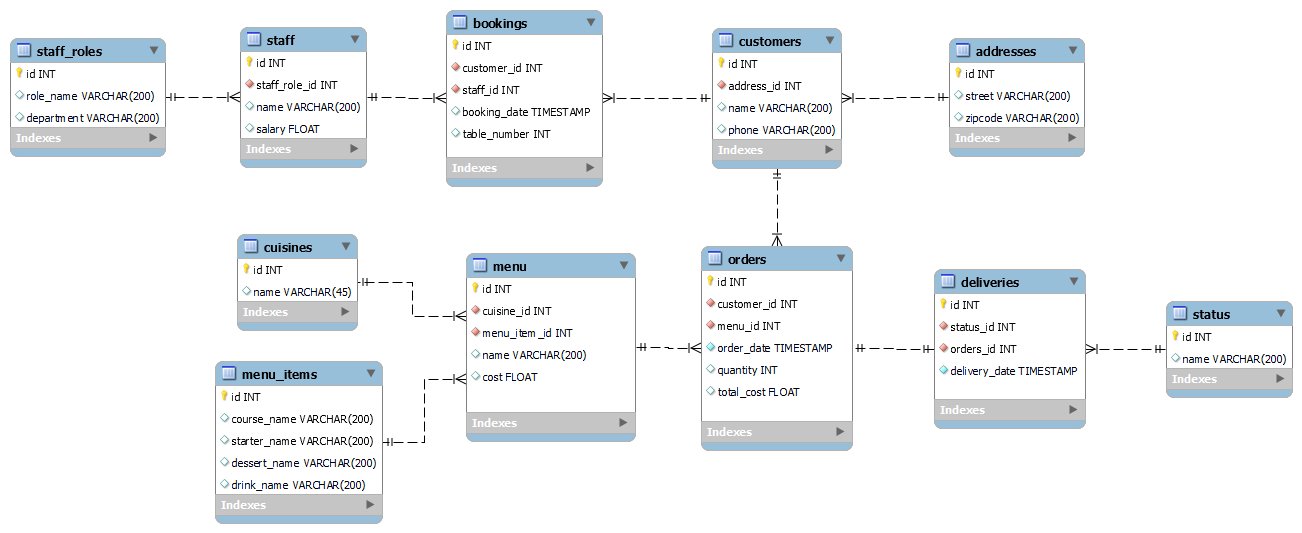 staff_roles
id INT
role_name VARCHAR(200)
department VARCHAR(200)
Indexes
staff
id INT
staff_role_id INT
name VARCHAR(200)
salary FLOAT
Indexes
bookings
id INT
customer_id INT
staff_id INT
booking_date TIMESTAMP
table_number INT
Indexes
customers
id INT
address_id INT
name VARCHAR(200)
phone VARCHAR(200)
Indexes
addresses
id INT
street VARCHAR(200)
zipcode VARCHAR(200)
Indexes
cuisines
id INT
name VARCHAR(45)
Indexes
menu_items
id INT
course_name VARCHAR(200)
starter_name VARCHAR(200)
dessert_name VARCHAR(200)
drink_name VARCHAR(200)
Indexes
menu
id INT
cuisine_id INT
menu_item_id INT
name VARCHAR(200)
cost FLOAT
Indexes
orders
id INT
customer_id INT
menu_id INT
order_date TIMESTAMP
quantity INT
total_cost FLOAT
Indexes
deliveries
id INT
status_id INT
orders_id INT
delivery_date TIMESTAMP
Indexes
status
id INT
name VARCHAR(200)
Indexes